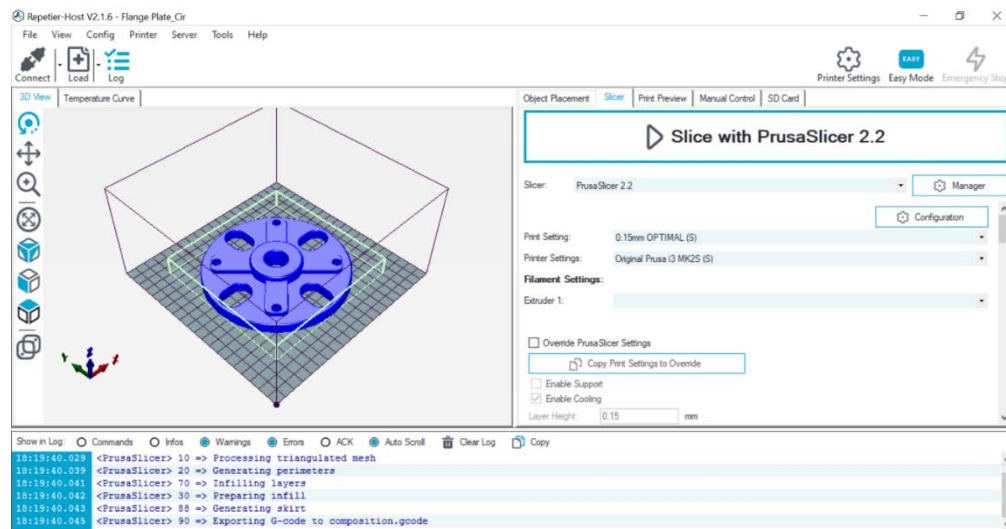 Repetier-Host V2.1.6 - Flange Plate_Cir
File View Config Printer Server Tools Help
Connect Load Log Printer Settings Easy Mode Emergency Stop
EASY
3D View Temperature Curve
Object Placement Slicer Print Preview Manual Control SD Card
Slice with PrusaSlicer 2.2
Slicer: PrusaSlicer 2.2 Manager
Configuration
Print Setting: 0.15mm OPTIMAL (S)
Printer Settings: Original Prusa i3 MK2S (S)
Filament Settings:
Extruder 1:
Override PrusaSlicer Settings
Copy Print Settings to Override
Enable Support
Enable Cooling
Layer Height: 0.15 mm
Show in Log: Commands Infos Warnings Errors ACK Auto Scroll Clear Log Copy
18:19:40.029 <PrusaSlicer> 10 => Processing triangulated mesh
18:19:40.039 <PrusaSlicer> 20 => Generating perimeters
18:19:40.041 <PrusaSlicer> 70 => Infilling layers
18:19:40.042 <PrusaSlicer> 30 => Preparing infill
18:19:40.043 <PrusaSlicer> 88 => Generating skirt
18:19:40.045 <PrusaSlicer> 90 => Exporting G-code to composition.gcode